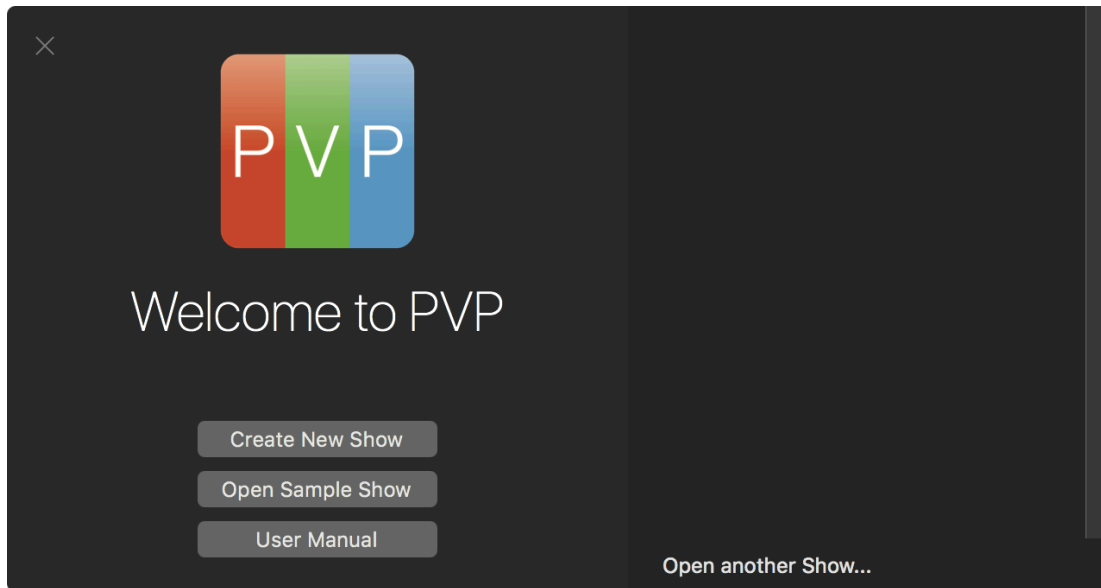 PVP
Welcome to PVP
Create New Show
Open Sample Show
User Manual
Open another Show...